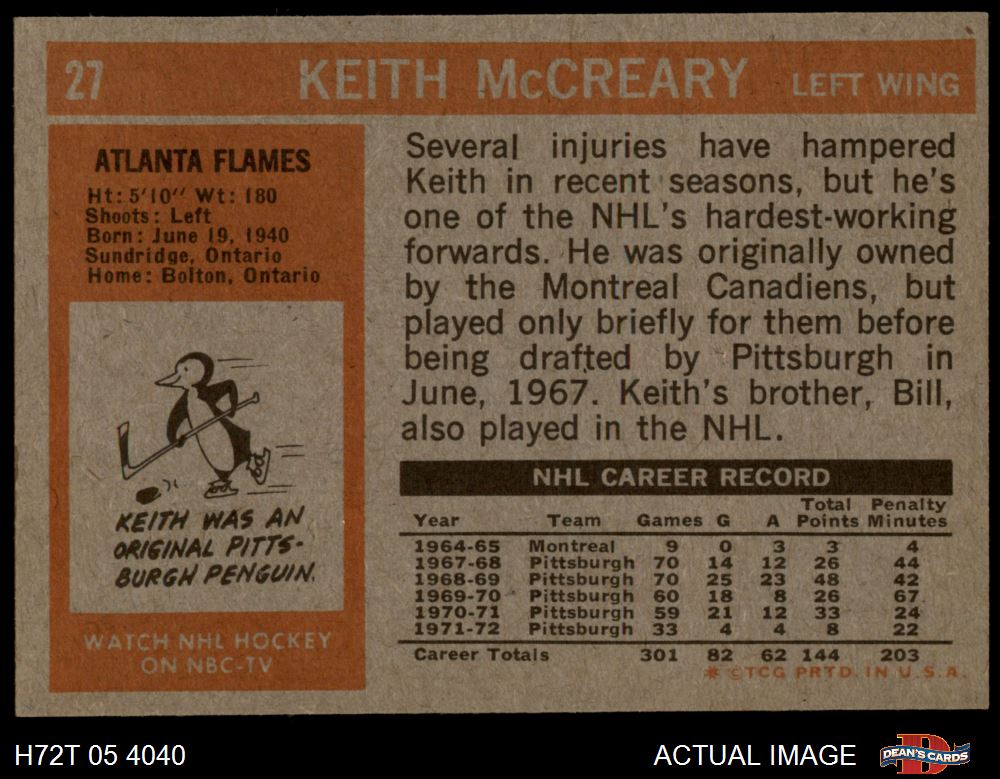 27 KEITH McCREARY LEFT WING
ATLANTA FLAMES
Ht: 5'10" Wt: 180
Shoots: Left
Born: June 19, 1940
Sundridge, Ontario
Home: Bolton, Ontario
KEITH WAS AN
ORIGINAL PITTS-
BURGH PENGUIN.
WATCH NHL HOCKEY
ON NBC-TV
Several injuries have hampered
Keith in recent seasons, but he's
one of the NHL's hardest-working
forwards. He was originally owned
by the Montreal Canadiens, but
played only briefly for them before
being drafted by Pittsburgh in
June, 1967. Keith's brother, Bill,
also played in the NHL.
NHL CAREER RECORD
Year Team Games G A Total Points Penalty Minutes
1964-65 Montreal 9 0 3 3 4
1967-68 Pittsburgh 70 14 12 26 44
1968-69 Pittsburgh 70 25 23 48 42
1969-70 Pittsburgh 60 18 8 26 67
1970-71 Pittsburgh 59 21 12 33 24
1971-72 Pittsburgh 33 4 4 8 22
Career Totals 301 82 62 144 203
* © TCG PRTD. IN U.S.A.
H72T 05 4040 ACTUAL IMAGE DEAN'S CARDS